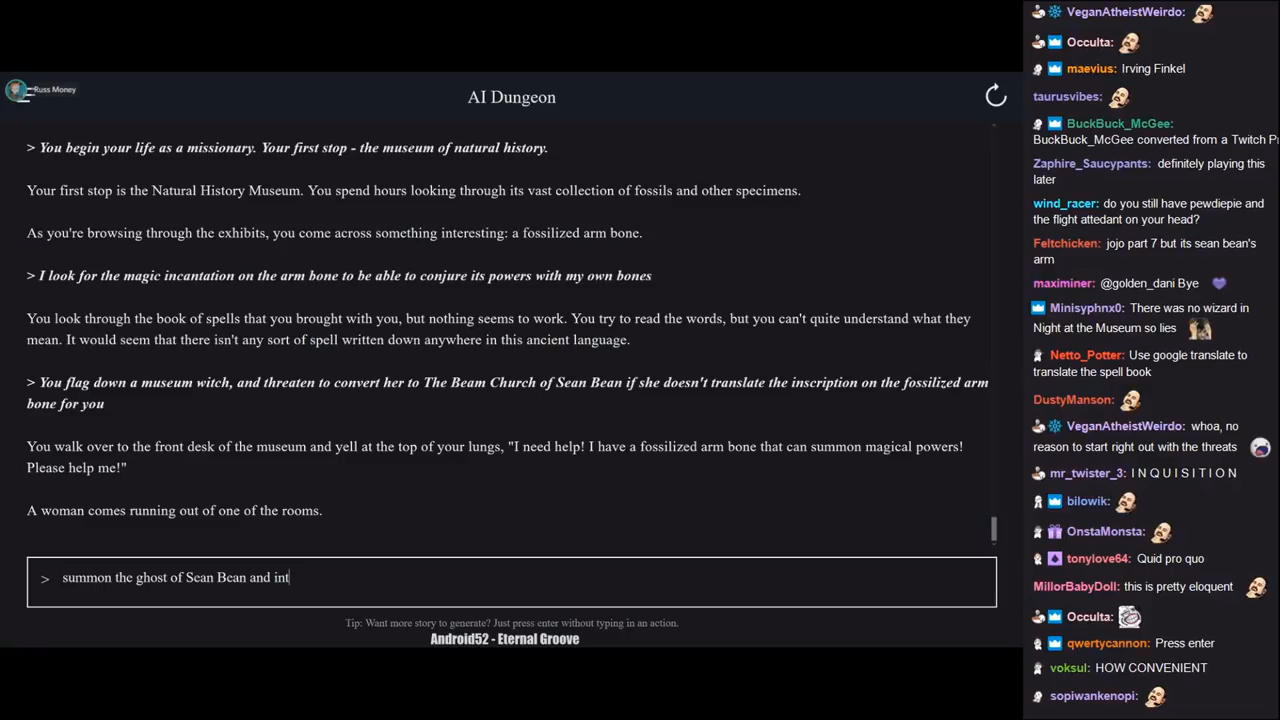 Russ Money
AI Dungeon
> You begin your life as a missionary. Your first stop - the museum of natural history.
Your first stop is the Natural History Museum. You spend hours looking through its vast collection of fossils and other specimens.
As you're browsing through the exhibits, you come across something interesting: a fossilized arm bone.
> I look for the magic incantation on the arm bone to be able to conjure its powers with my own bones
You look through the book of spells that you brought with you, but nothing seems to work. You try to read the words, but you can't quite understand what they
mean. It would seem that there isn't any sort of spell written down anywhere in this ancient language.
> You flag down a museum witch, and threaten to convert her to The Beam Church of Sean Bean if she doesn't translate the inscription on the fossilized arm
bone for you
You walk over to the front desk of the museum and yell at the top of your lungs, "I need help! I have a fossilized arm bone that can summon magical powers!
Please help me!"
A woman comes running out of one of the rooms.
> summon the ghost of Sean Bean and int
Tip: Want more story to generate? Just press enter without typing in an action.
Android52 - Eternal Groove
VeganAtheistWeirdo:
Occulta:
maevius: Irving Finkel
taurusvibes:
BuckBuck_McGee:
BuckBuck_McGee converted from a Twitch P
Zaphire_Saucypants: definitely playing this
later
wind_racer: do you still have pewdiepie and
the flight attedant on your head?
Feltchicken: jojo part 7 but its sean bean's
arm
maximiner: @golden_dani Bye
Minisyphnx0: There was no wizard in
Night at the Museum so lies
Netto_Potter: Use google translate to
translate the spell book
DustyManson:
VeganAtheistWeirdo: whoa, no
reason to start right out with the threats
mr_twister_3: I N Q U I S I T I O N
bilowik:
OnstaMonsta:
tonylove64: Quid pro quo
MillorBabyDoll: this is pretty eloquent
Occulta:
qwertycannon: Press enter
voksul: HOW CONVENIENT
sopiwankenopi: